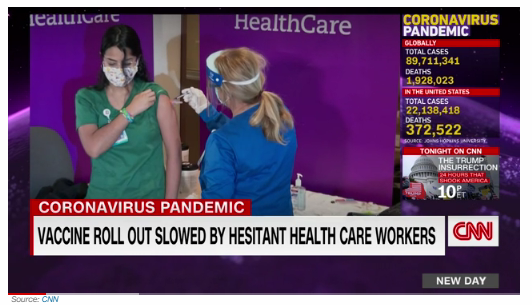 HealthCare
HealthCare
CORONAVIRUS
PANDEMIC
GLOBALLY
TOTAL CASES
89,711,341
DEATHS
1,928,023
IN THE UNITED STATES
TOTAL CASES
22,138,418
DEATHS
372,522
SOURCE: JOHNS HOPKINS UNIVERSITY
TONIGHT ON CNN
THE TRUMP
INSURRECTION
24 HOURS THAT
SHOOK AMERICA
10 P ET
CORONAVIRUS PANDEMIC
VACCINE ROLL OUT SLOWED BY HESITANT HEALTH CARE WORKERS
CNN
NEW DAY
Source: CNN